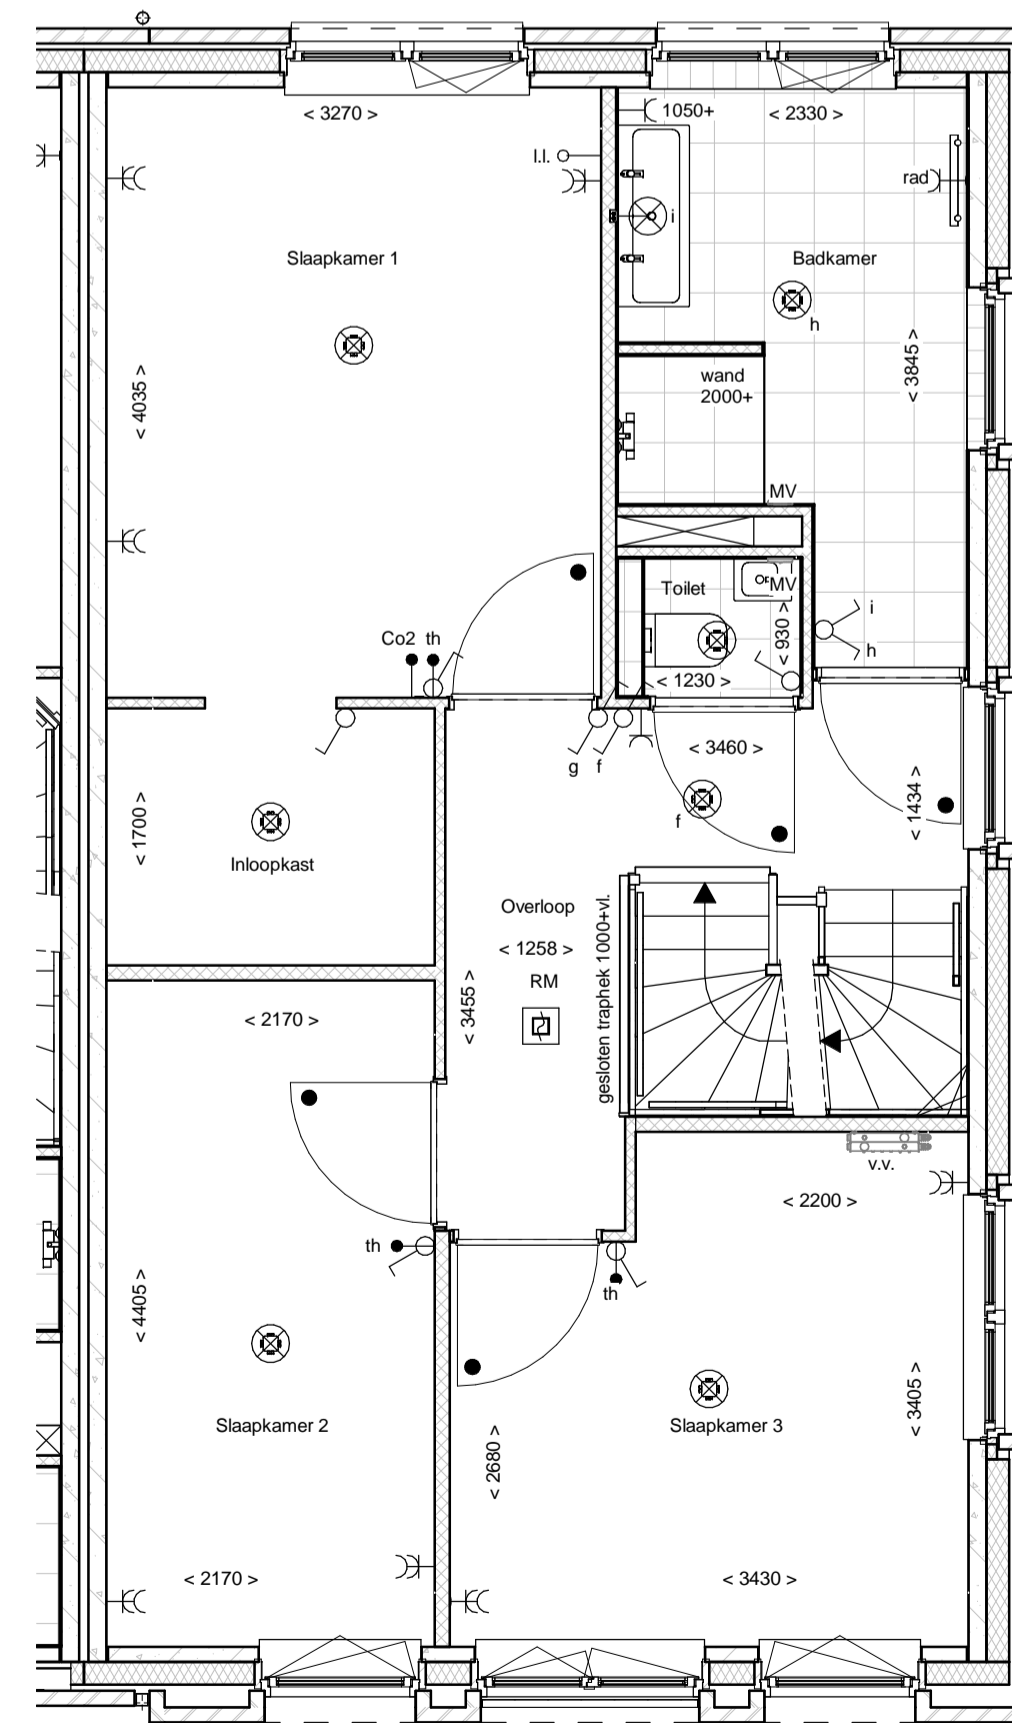 < 3270 >
1050+
< 2330 >
l.l.
rad
i
Slaapkamer 1
Badkamer
h
< 4035 >
< 3845 >
wand
2000+
MV
Toilet
MV
< 930 >
i
h
Co2 th
< 1230 >
g f
< 3460 >
f
< 1434 >
< 1700 >
Inloopkast
Overloop
< 1258 >
RM
gesloten traphek 1000+vl.
< 3455 >
< 2170 >
v.v.
< 2200 >
th
th
< 4405 >
Slaapkamer 2
Slaapkamer 3
< 3405 >
< 2680 >
< 2170 >
< 3430 >